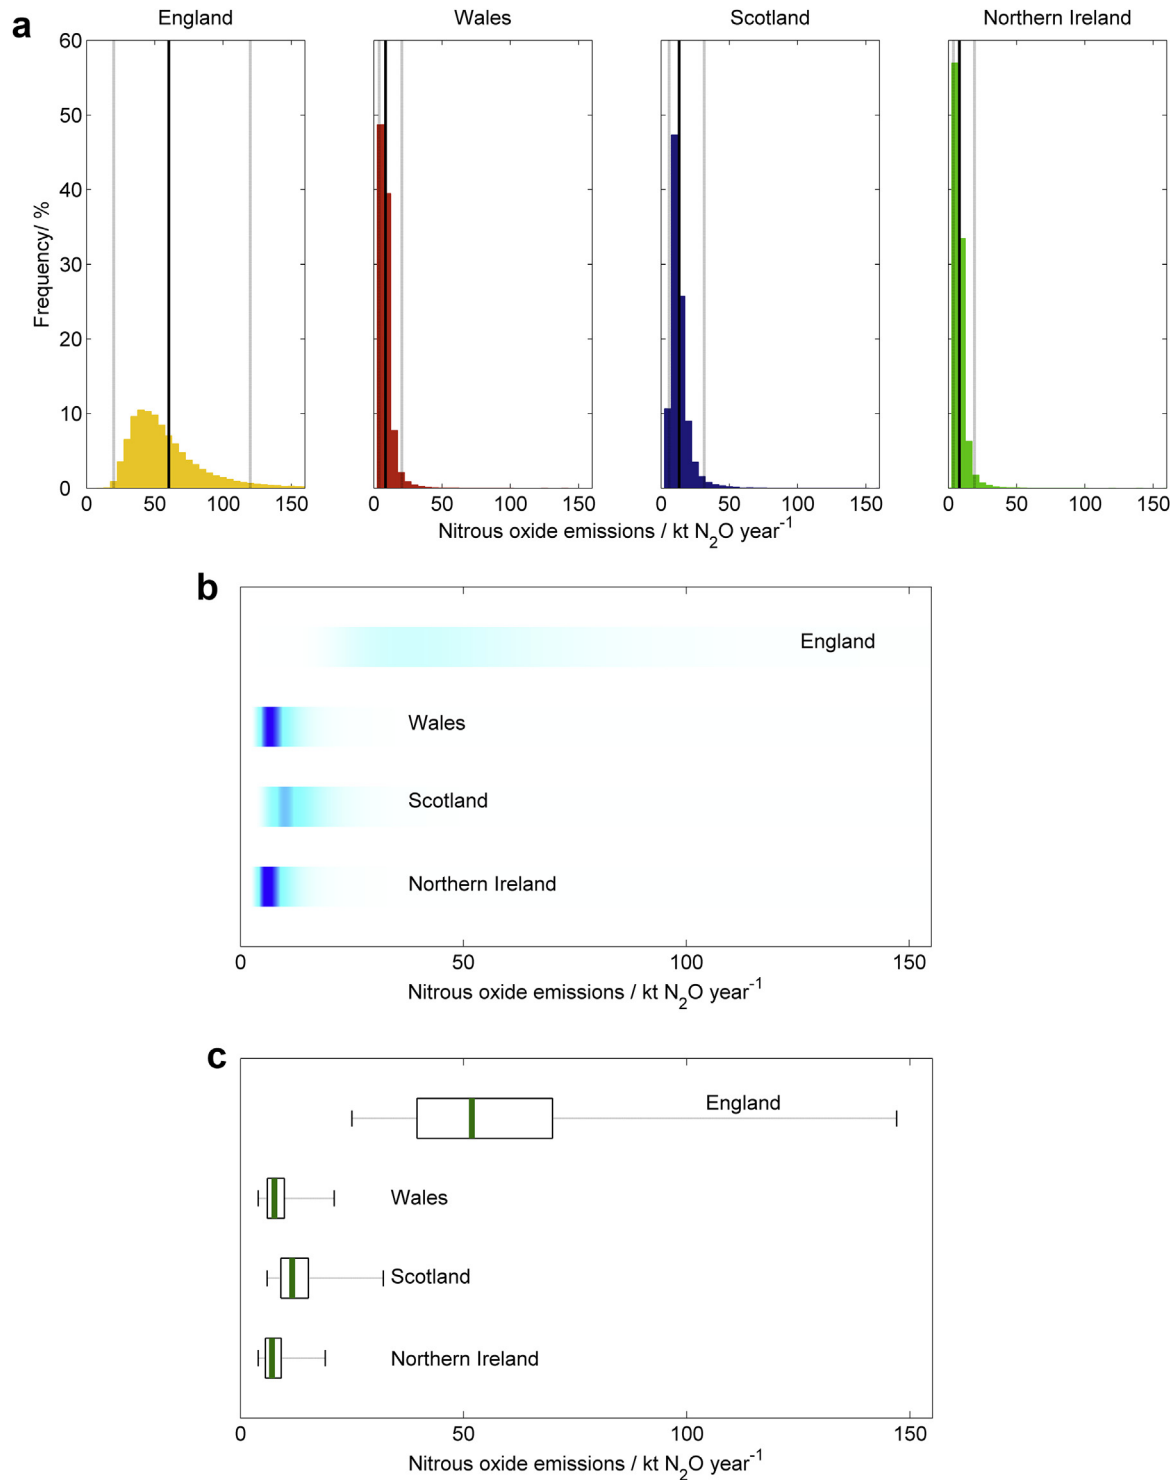 a
England
Wales
Scotland
Northern Ireland
Frequency/ %
60
50
40
30
20
10
0
0 50 100 150
0 50 100 150
0 50 100 150
0 50 100 150
Nitrous oxide emissions / kt N₂O year⁻¹
b
England
Wales
Scotland
Northern Ireland
0 50 100 150
Nitrous oxide emissions / kt N₂O year⁻¹
c
England
Wales
Scotland
Northern Ireland
0 50 100 150
Nitrous oxide emissions / kt N₂O year⁻¹